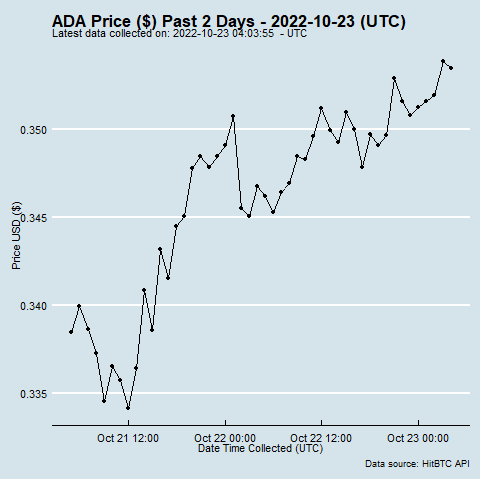 ADA Price ($) Past 2 Days - 2022-10-23 (UTC)
Latest data collected on: 2022-10-23 04:03:55 - UTC
0.350
0.345
0.340
0.335
Price USD ($)
Oct 21 12:00
Oct 22 00:00
Oct 22 12:00
Oct 23 00:00
Date Time Collected (UTC)
Data source: HitBTC API